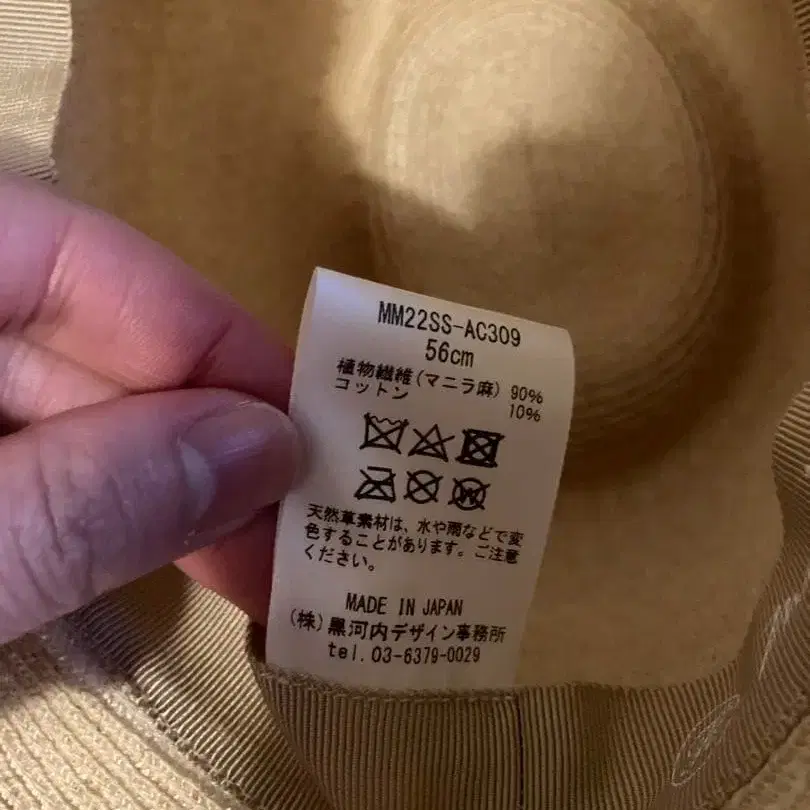 MM22SS-AC309
56cm
植物繊維(マニラ麻) 90%
コットン 10%
天然草素材は、水や雨などで変
色することがあります。ご注意
ください。
MADE IN JAPAN
(株)黒河内デザイン事務所
tel.03-6379-0029